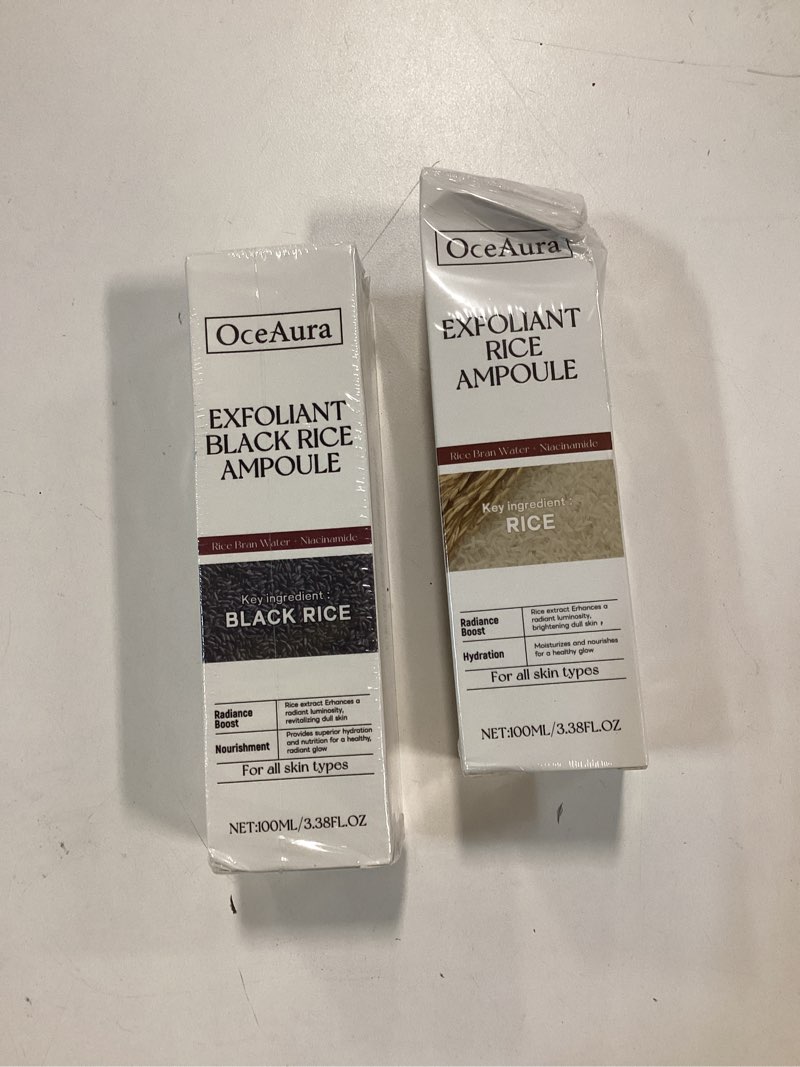 OceAura
EXFOLIANT
BLACK RICE
AMPOULE
Rice Bran Water + Niacinamide
Key ingredient :
BLACK RICE
Radiance
Boost
Rice extract Enhances a
radiant luminosity,
revitalizing dull skin
Nourishment
Provides superior hydration
and nutrition for a healthy,
radiant glow
For all skin types
NET:100ML/3.38FL.OZ
OceAura
EXFOLIANT
RICE
AMPOULE
Rice Bran Water + Niacinamide
Key ingredient :
RICE
Radiance
Boost
Rice extract Enhances a
radiant luminosity,
brightening dull skin ,
Hydration
Moisturizes and nourishes
for a healthy glow
For all skin types
NET:100ML/3.38FL.OZ